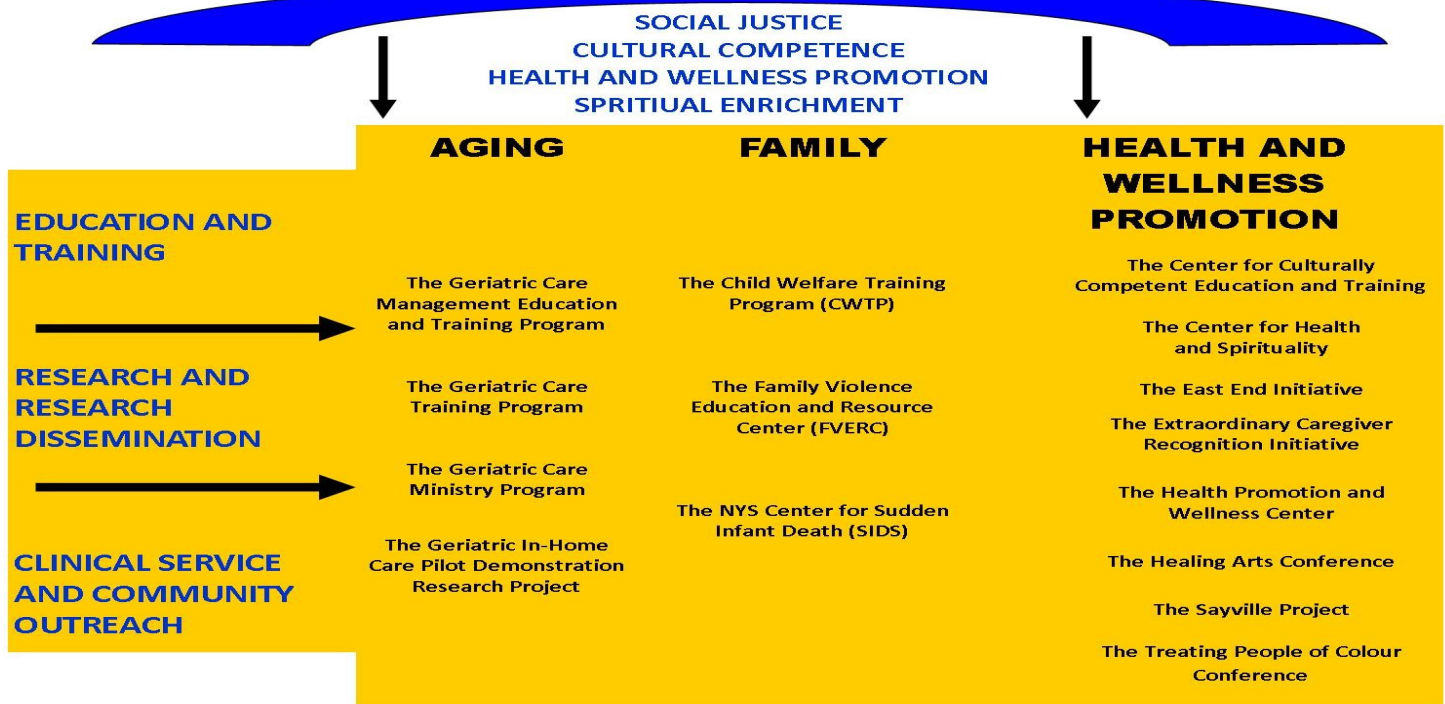 SOCIAL JUSTICE
CULTURAL COMPETENCE
HEALTH AND WELLNESS PROMOTION
SPRITIUAL ENRICHMENT
EDUCATION AND
TRAINING
RESEARCH AND
RESEARCH
DISSEMINATION
CLINICAL SERVICE
AND COMMUNITY
OUTREACH
AGING
The Geriatric Care
Management Education
and Training Program
The Geriatric Care
Training Program
The Geriatric Care
Ministry Program
The Geriatric In-Home
Care Pilot Demonstration
Research Project
FAMILY
The Child Welfare Training
Program (CWTP)
The Family Violence
Education and Resource
Center (FVERC)
The NYS Center for Sudden
Infant Death (SIDS)
HEALTH AND
WELLNESS
PROMOTION
The Center for Culturally
Competent Education and Training
The Center for Health
and Spirituality
The East End Initiative
The Extraordinary Caregiver
Recognition Initiative
The Health Promotion and
Wellness Center
The Healing Arts Conference
The Sayville Project
The Treating People of Colour
Conference